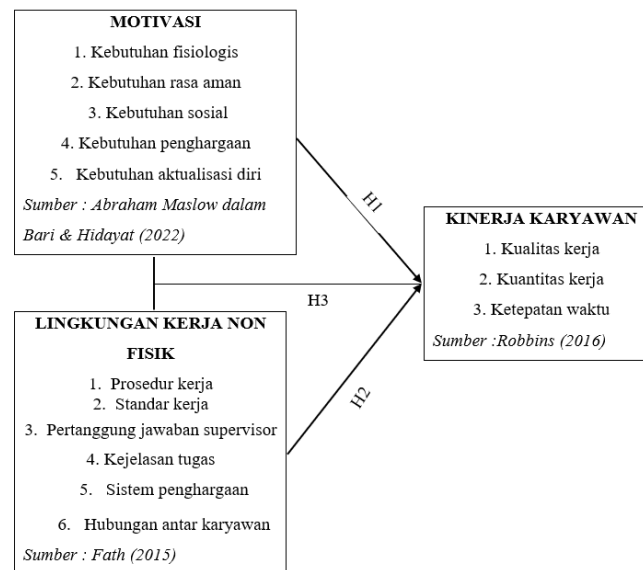 MOTIVASI
1. Kebutuhan fisiologis
2. Kebutuhan rasa aman
3. Kebutuhan sosial
4. Kebutuhan penghargaan
5. Kebutuhan aktualisasi diri
Sumber : Abraham Maslow dalam
Bari & Hidayat (2022)
H1
KINERJA KARYAWAN
1. Kualitas kerja
2. Kuantitas kerja
3. Ketepatan waktu
Sumber :Robbins (2016)
H3
LINGKUNGAN KERJA NON
FISIK
1. Prosedur kerja
2. Standar kerja
3. Pertanggung jawaban supervisor
4. Kejelasan tugas
5. Sistem penghargaan
6. Hubungan antar karyawan
Sumber : Fath (2015)
H2